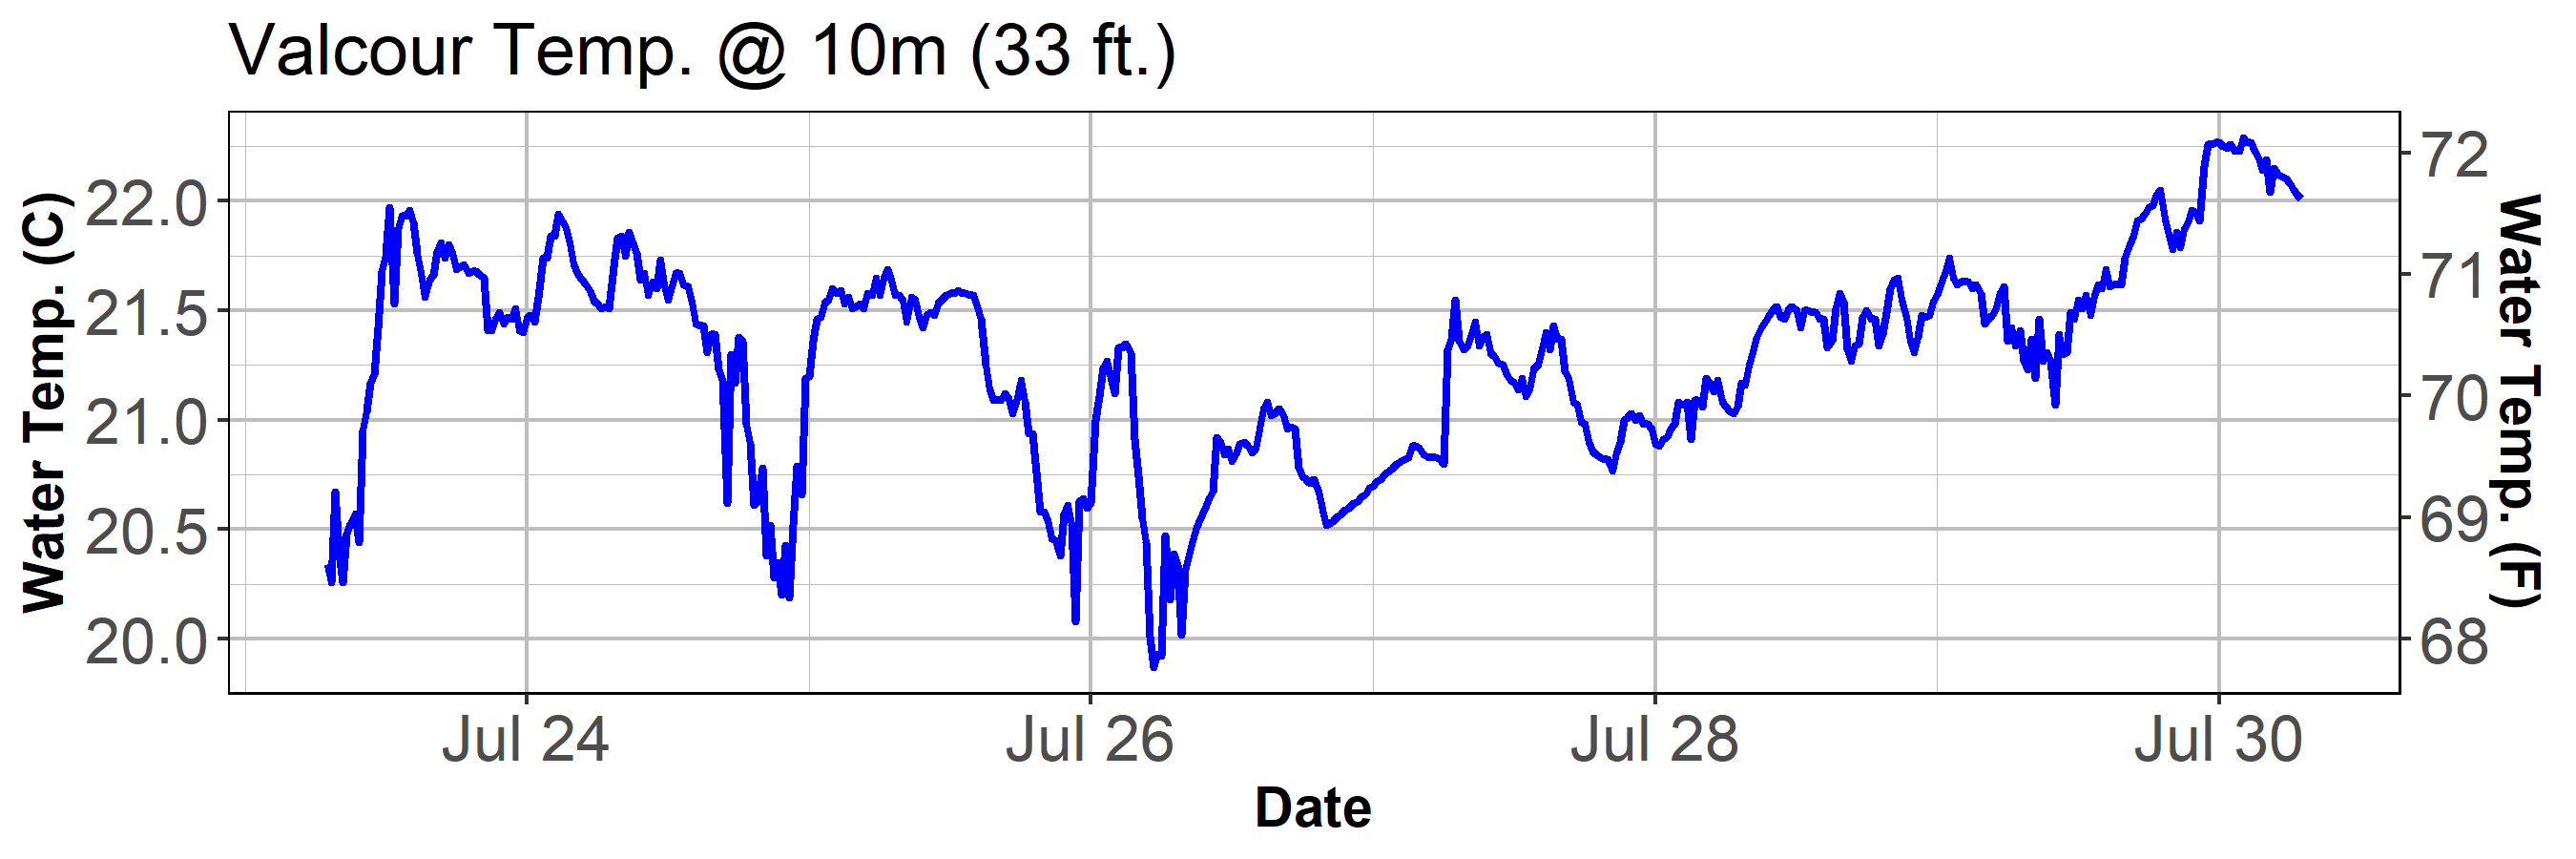 Valcour Temp. @ 10m (33 ft.)
Water Temp. (C)
22.0
21.5
21.0
20.5
20.0
72
71
70
69
68
Water Temp. (F)
Jul 24
Jul 26
Jul 28
Jul 30
Date